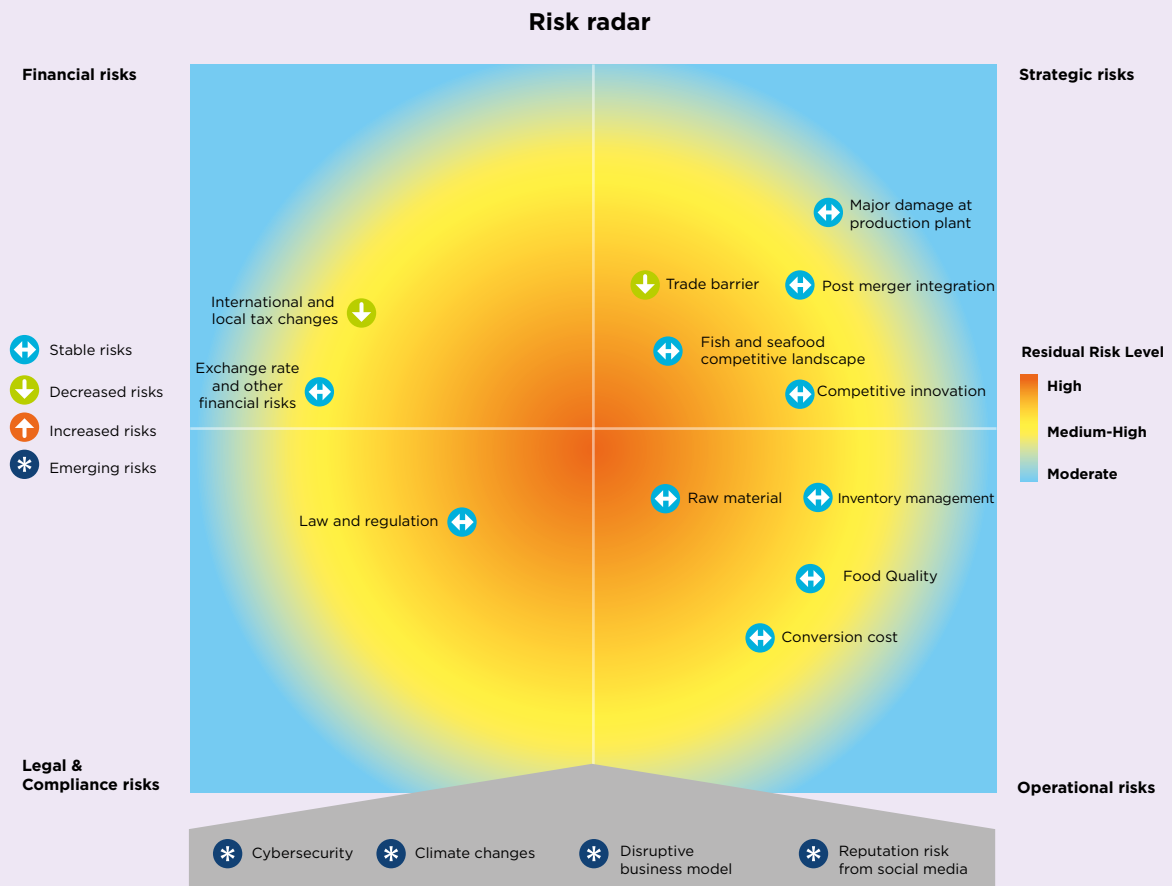 Risk radar
Financial risks
Strategic risks
Major damage at
production plant
Trade barrier
Post merger integration
International and
local tax changes
Fish and seafood
competitive landscape
Exchange rate
and other
financial risks
Competitive innovation
Stable risks
Decreased risks
Increased risks
Emerging risks
Residual Risk Level
High
Medium-High
Moderate
Raw material
Inventory management
Law and regulation
Food Quality
Conversion cost
Legal &
Compliance risks
Operational risks
Cybersecurity
Climate changes
Disruptive
business model
Reputation risk
from social media